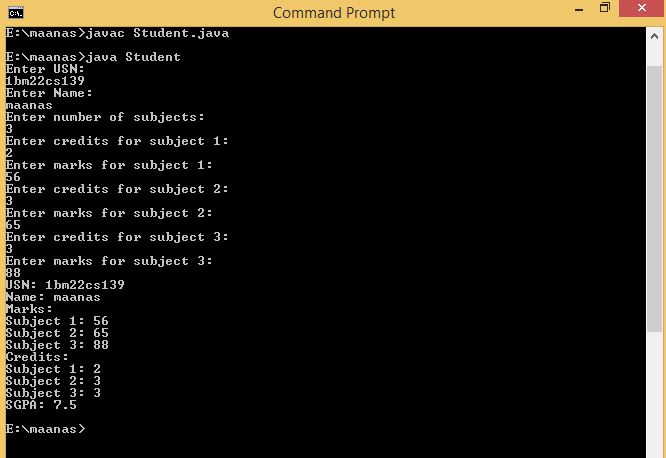 Command Prompt
E:\maanas>javac Student.java
E:\maanas>java Student
Enter USN:
1bm22cs139
Enter Name:
maanas
Enter number of subjects:
3
Enter credits for subject 1:
2
Enter marks for subject 1:
56
Enter credits for subject 2:
3
Enter marks for subject 2:
65
Enter credits for subject 3:
3
Enter marks for subject 3:
88
USN: 1bm22cs139
Name: maanas
Marks:
Subject 1: 56
Subject 2: 65
Subject 3: 88
Credits:
Subject 1: 2
Subject 2: 3
Subject 3: 3
SGPA: 7.5
E:\maanas>